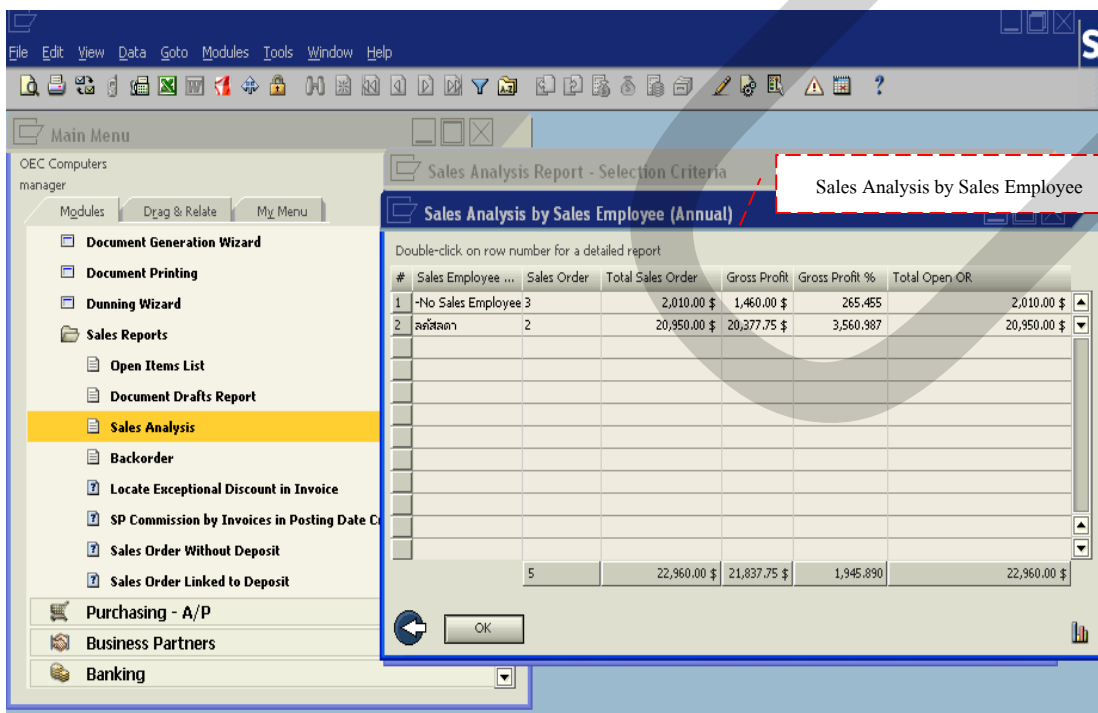 File Edit View Data Goto Modules Tools Window Help
S
Main Menu
OEC Computers
manager
Modules Drag & Relate My Menu
Document Generation Wizard
Document Printing
Dunning Wizard
Sales Reports
Open Items List
Document Drafts Report
Sales Analysis
Backorder
Locate Exceptional Discount in Invoice
SP Commission by Invoices in Posting Date Cr
Sales Order Without Deposit
Sales Order Linked to Deposit
Purchasing - A/P
Business Partners
Banking
Sales Analysis Report - Selection Criteria
Sales Analysis by Sales Employee
Sales Analysis by Sales Employee (Annual)
Double-click on row number for a detailed report
# Sales Employee ... Sales Order Total Sales Order Gross Profit Gross Profit % Total Open OR
1 -No Sales Employee 3 2,010.00 $ 1,460.00 $ 265.455 2,010.00 $
2 ลภัสลดา 2 20,950.00 $ 20,377.75 $ 3,560.987 20,950.00 $
5 22,960.00 $ 21,837.75 $ 1,945.890 22,960.00 $
OK